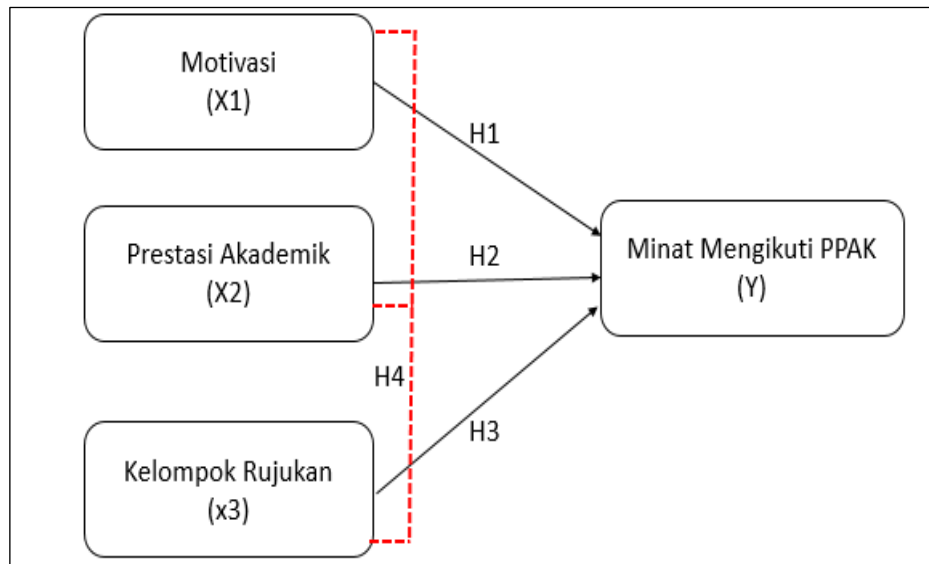 Motivasi
(X1)
H1
Prestasi Akademik
(X2)
H2
Minat Mengikuti PPAK
(Y)
H4
H3
Kelompok Rujukan
(x3)